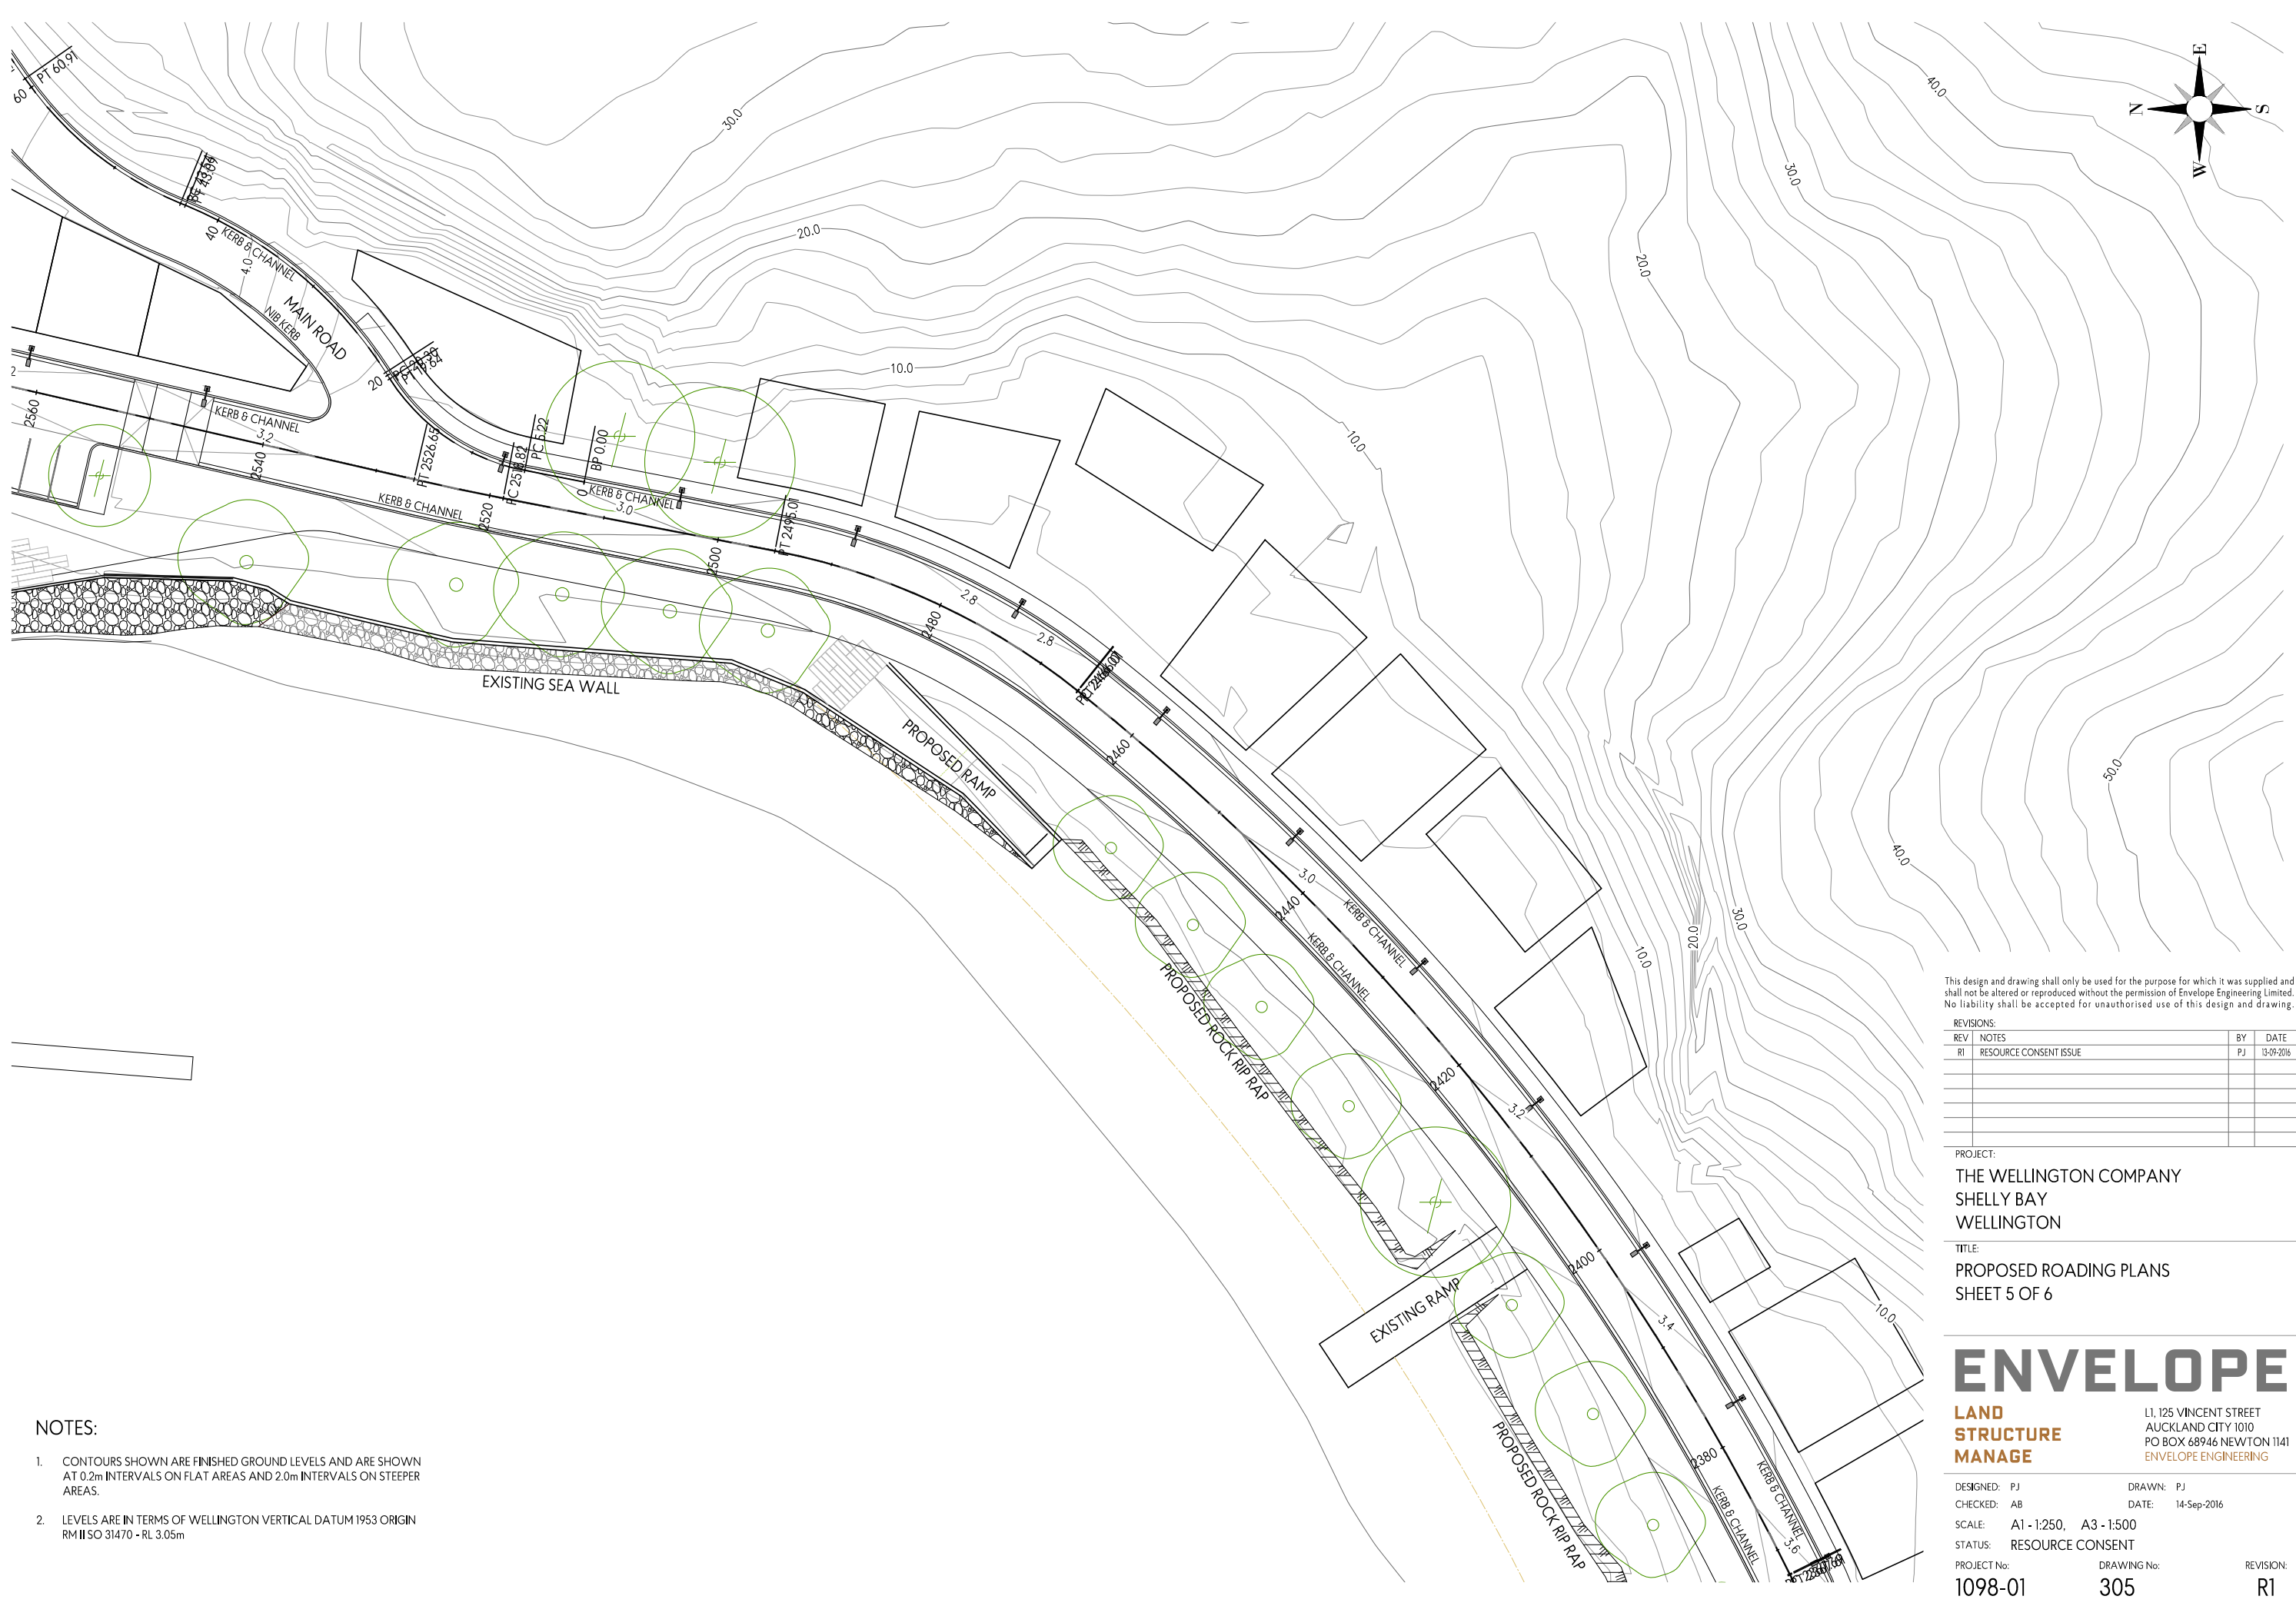 PT 60.91
60
E
N
S
W
40.0
30.0
30.0
PT 43.09
40
KERB & CHANNEL
4.0
20.0
20.0
MAIN ROAD
NIB KERB
20
10.0
2
2560
KERB & CHANNEL
3.2
2540
PT 2526.65
PC 5.22
BP 0.00
0
KERB & CHANNEL
3.0
KERB & CHANNEL
2520
PT 2495.01
2500
10.0
2.8
2480
2.8
EXISTING SEA WALL
PROPOSED RAMP
2460
50.0
40.0
30.0
20.0
10.0
3.0
2440
KERB & CHANNEL
KERB & CHANNEL
PROPOSED ROCK RIP RAP
2420
3.2
2400
EXISTING RAMP
3.4
10.0
2380
KERB & CHANNEL
KERB & CHANNEL
3.6
PROPOSED ROCK RIP RAP
NOTES:
1. CONTOURS SHOWN ARE FINISHED GROUND LEVELS AND ARE SHOWN
AT 0.2m INTERVALS ON FLAT AREAS AND 2.0m INTERVALS ON STEEPER
AREAS.
2. LEVELS ARE IN TERMS OF WELLINGTON VERTICAL DATUM 1953 ORIGIN
RM II SO 31470 - RL 3.05m
This design and drawing shall only be used for the purpose for which it was supplied and
shall not be altered or reproduced without the permission of Envelope Engineering Limited.
No liability shall be accepted for unauthorised use of this design and drawing.
REVISIONS:
REV NOTES BY DATE
R1 RESOURCE CONSENT ISSUE PJ 13-09-2016
PROJECT:
THE WELLINGTON COMPANY
SHELLY BAY
WELLINGTON
TITLE:
PROPOSED ROADING PLANS
SHEET 5 OF 6
ENVELOPE
LAND
STRUCTURE
MANAGE
L1, 125 VINCENT STREET
AUCKLAND CITY 1010
PO BOX 68946 NEWTON 1141
ENVELOPE ENGINEERING
DESIGNED: PJ DRAWN: PJ
CHECKED: AB DATE: 14-Sep-2016
SCALE: A1 - 1:250, A3 - 1:500
STATUS: RESOURCE CONSENT
PROJECT No: DRAWING No: REVISION:
1098-01 305 R1